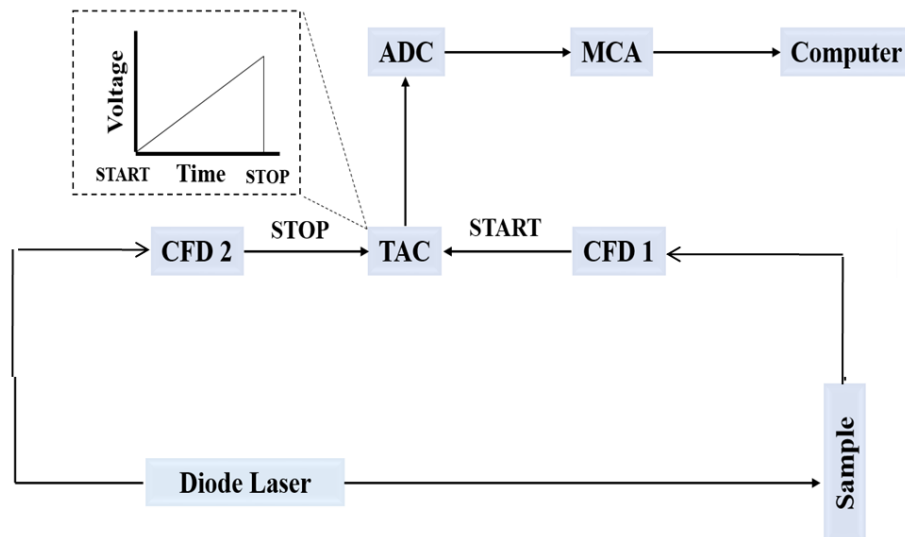 ADC
MCA
Computer
Voltage
START
Time
STOP
CFD 2
STOP
TAC
START
CFD 1
Diode Laser
Sample